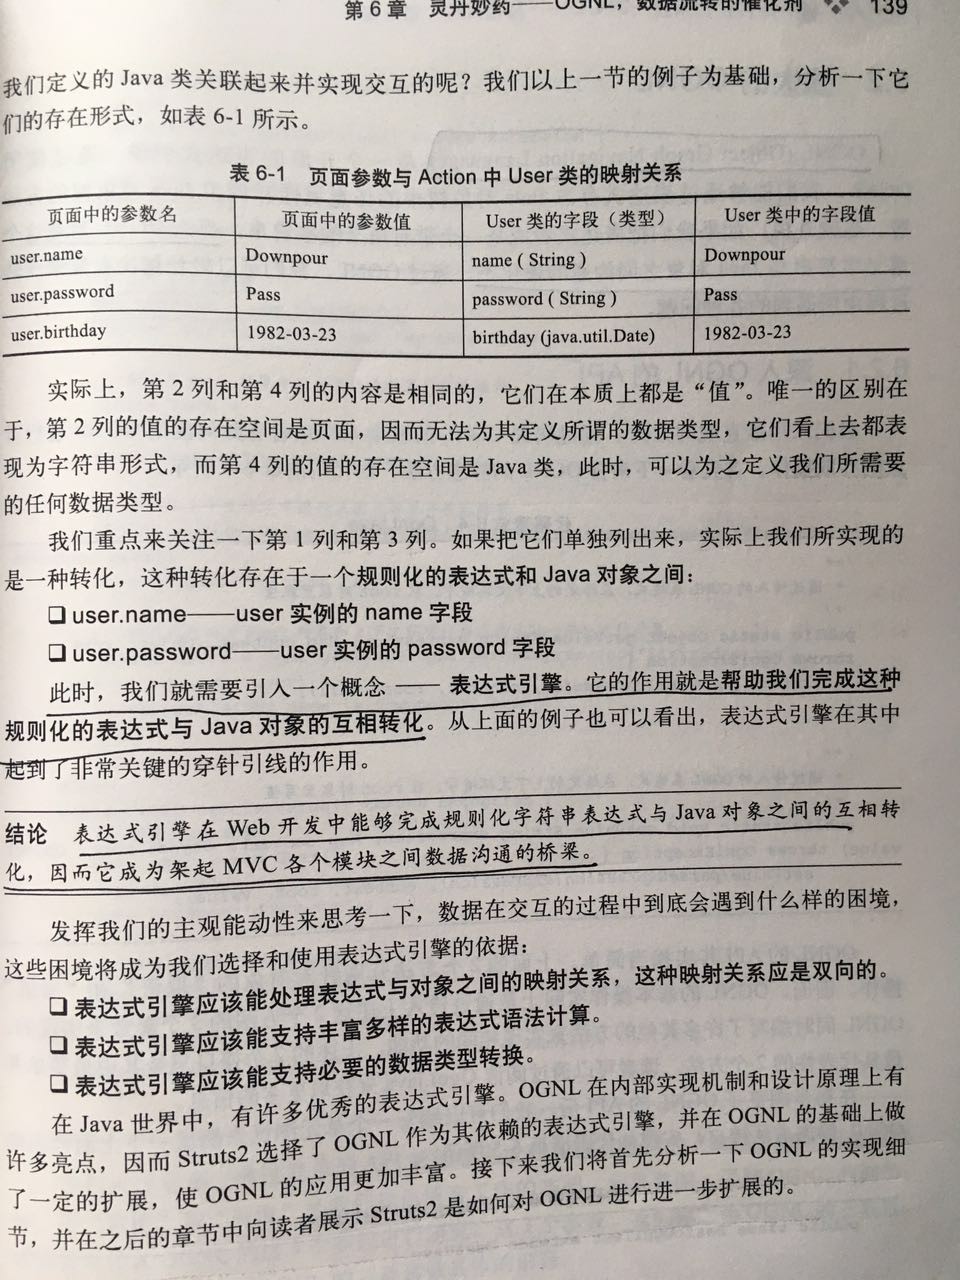 第 6 章 灵丹妙药——OGNL，数据流转的催化剂 139
我们定义的 Java 类关联起来并实现交互的呢？我们以上一节的例子为基础，分析一下它
们的存在形式，如表 6-1 所示。
表 6-1 页面参数与 Action 中 User 类的映射关系
页面中的参数名 页面中的参数值 User 类的字段（类型） User 类中的字段值
user.name Downpour name ( String ) Downpour
user.password Pass password ( String ) Pass
user.birthday 1982-03-23 birthday (java.util.Date) 1982-03-23
实际上，第 2 列和第 4 列的内容是相同的，它们在本质上都是“值”。唯一的区别在
于，第 2 列的值的存在空间是页面，因而无法为其定义所谓的数据类型，它们看上去都表
现为字符串形式，而第 4 列的值的存在空间是 Java 类，此时，可以为之定义我们所需要
的任何数据类型。
我们重点来关注一下第 1 列和第 3 列。如果把它们单独列出来，实际上我们所实现的
是一种转化，这种转化存在于一个规则化的表达式和 Java 对象之间：
❑ user.name——user 实例的 name 字段
❑ user.password——user 实例的 password 字段
此时，我们就需要引入一个概念 —— 表达式引擎。它的作用就是帮助我们完成这种
规则化的表达式与 Java 对象的互相转化。从上面的例子也可以看出，表达式引擎在其中
起到了非常关键的穿针引线的作用。
结论 表达式引擎在 Web 开发中能够完成规则化字符串表达式与 Java 对象之间的互相转
化，因而它成为架起 MVC 各个模块之间数据沟通的桥梁。
发挥我们的主观能动性来思考一下，数据在交互的过程中到底会遇到什么样的困境，
这些困境将成为我们选择和使用表达式引擎的依据：
❑ 表达式引擎应该能处理表达式与对象之间的映射关系，这种映射关系应是双向的。
❑ 表达式引擎应该能支持丰富多样的表达式语法计算。
❑ 表达式引擎应该能支持必要的数据类型转换。
在 Java 世界中，有许多优秀的表达式引擎。OGNL 在内部实现机制和设计原理上有
许多亮点，因而 Struts2 选择了 OGNL 作为其依赖的表达式引擎，并在 OGNL 的基础上做
了一定的扩展，使 OGNL 的应用更加丰富。接下来我们将首先分析一下 OGNL 的实现细
节，并在之后的章节中向读者展示 Struts2 是如何对 OGNL 进行进一步扩展的。